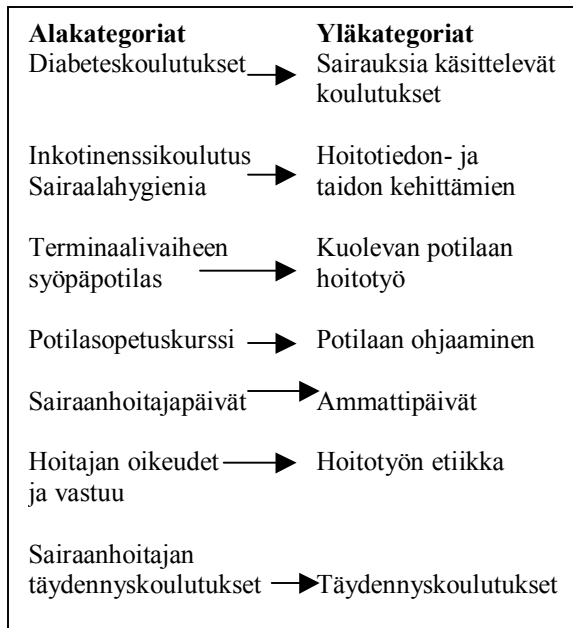 Alakategoriat Yläkategoriat
Diabeteskoulutukset Sairauksia käsittelevät
koulutukset
Inkotinenssikoulutus Hoitotiedon- ja
Sairaalahygienia taidon kehittämien
Terminaalivaiheen Kuolevan potilaan
syöpäpotilas hoitotyö
Potilasopetuskurssi Potilaan ohjaaminen
Sairaanhoitajapäivät Ammattipäivät
Hoitajan oikeudet Hoitotyön etiikka
ja vastuu
Sairaanhoitajan
täydennyskoulutukset Täydennyskoulutukset